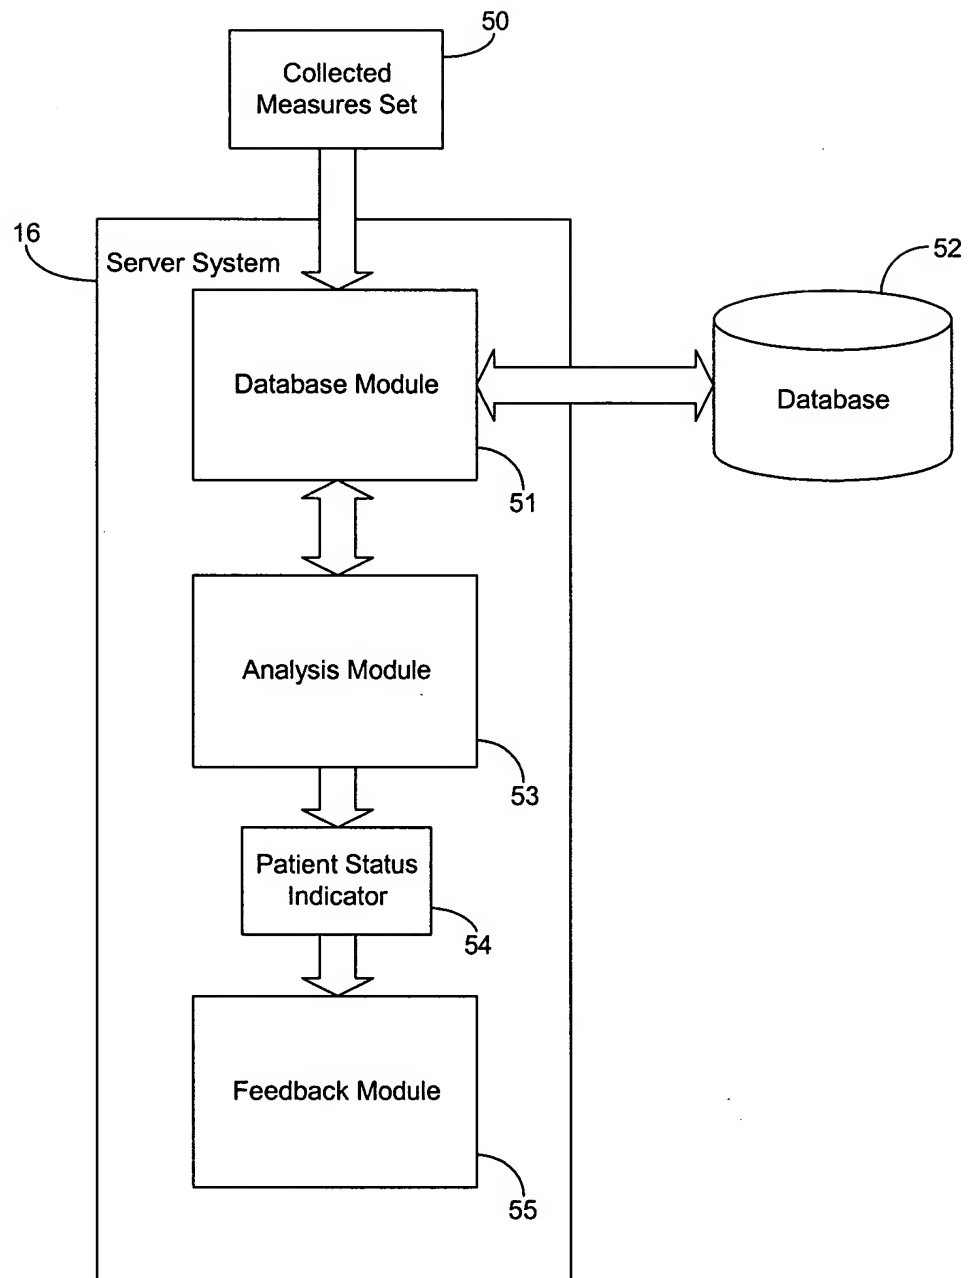 50
Collected
Measures Set
16
Server System
52
Database Module
Database
51
Analysis Module
53
Patient Status
Indicator
54
Feedback Module
55